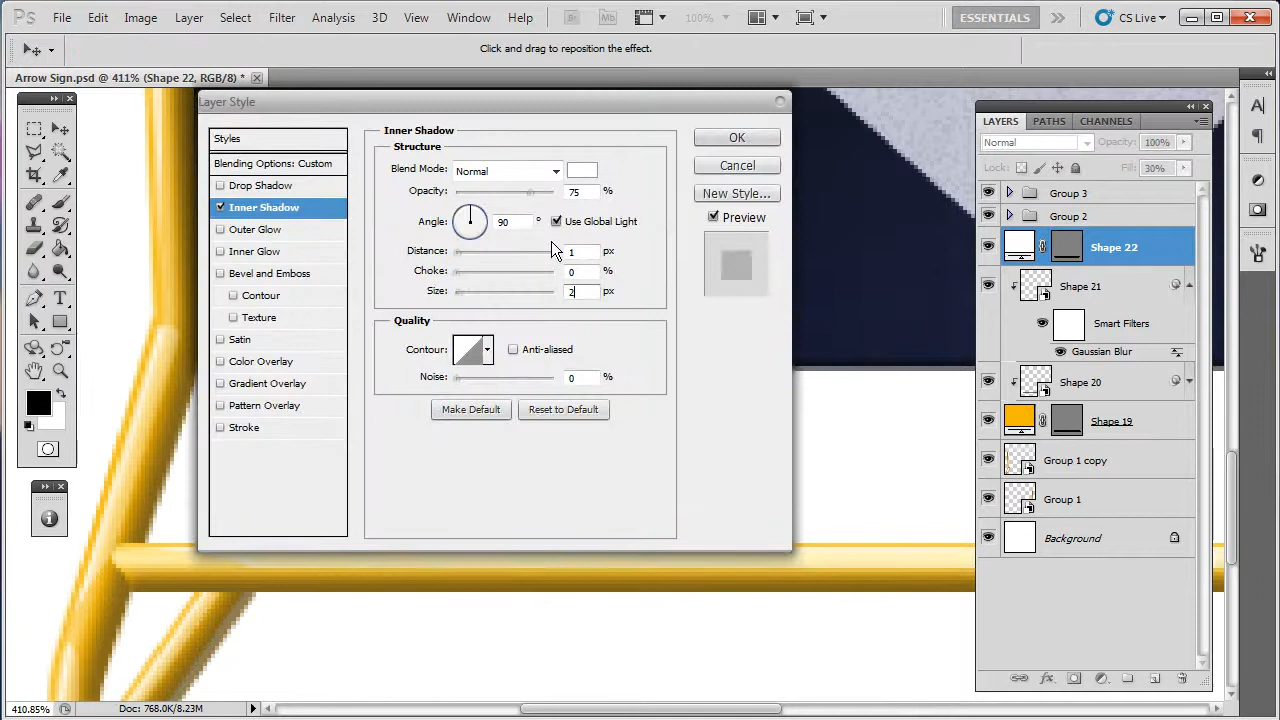 Ps File Edit Image Layer Select Filter Analysis 3D View Window Help Br Mb 100% ESSENTIALS CS Live
Click and drag to reposition the effect.
Arrow Sign.psd @ 411% (Shape 22, RGB/8) *
Layer Style
Styles
Blending Options: Custom
Drop Shadow
Inner Shadow
Outer Glow
Inner Glow
Bevel and Emboss
Contour
Texture
Satin
Color Overlay
Gradient Overlay
Pattern Overlay
Stroke
Inner Shadow
Structure
Blend Mode: Normal
Opacity: 75 %
Angle: 90 ° Use Global Light
Distance: 1 px
Choke: 0 %
Size: 2 px
Quality
Contour: Anti-aliased
Noise: 0 %
Make Default Reset to Default
OK
Cancel
New Style...
Preview
LAYERS PATHS CHANNELS
Normal Opacity: 100%
Lock: Fill: 30%
Group 3
Group 2
Shape 22
Shape 21
Smart Filters
Gaussian Blur
Shape 20
Shape 19
Group 1 copy
Group 1
Background
410.85% Doc: 768.0K/8.23M